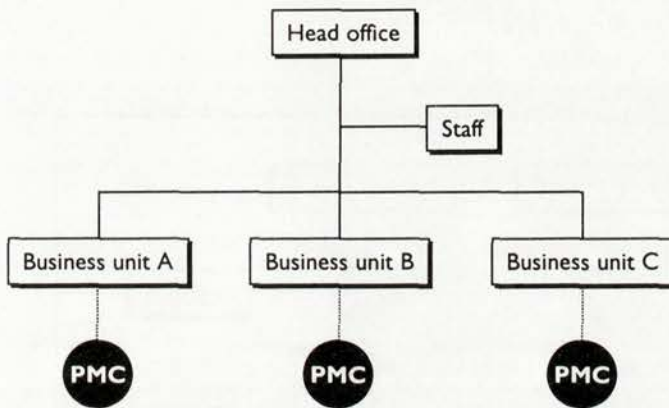 Head office
Staff
Business unit A
Business unit B
Business unit C
PMC
PMC
PMC